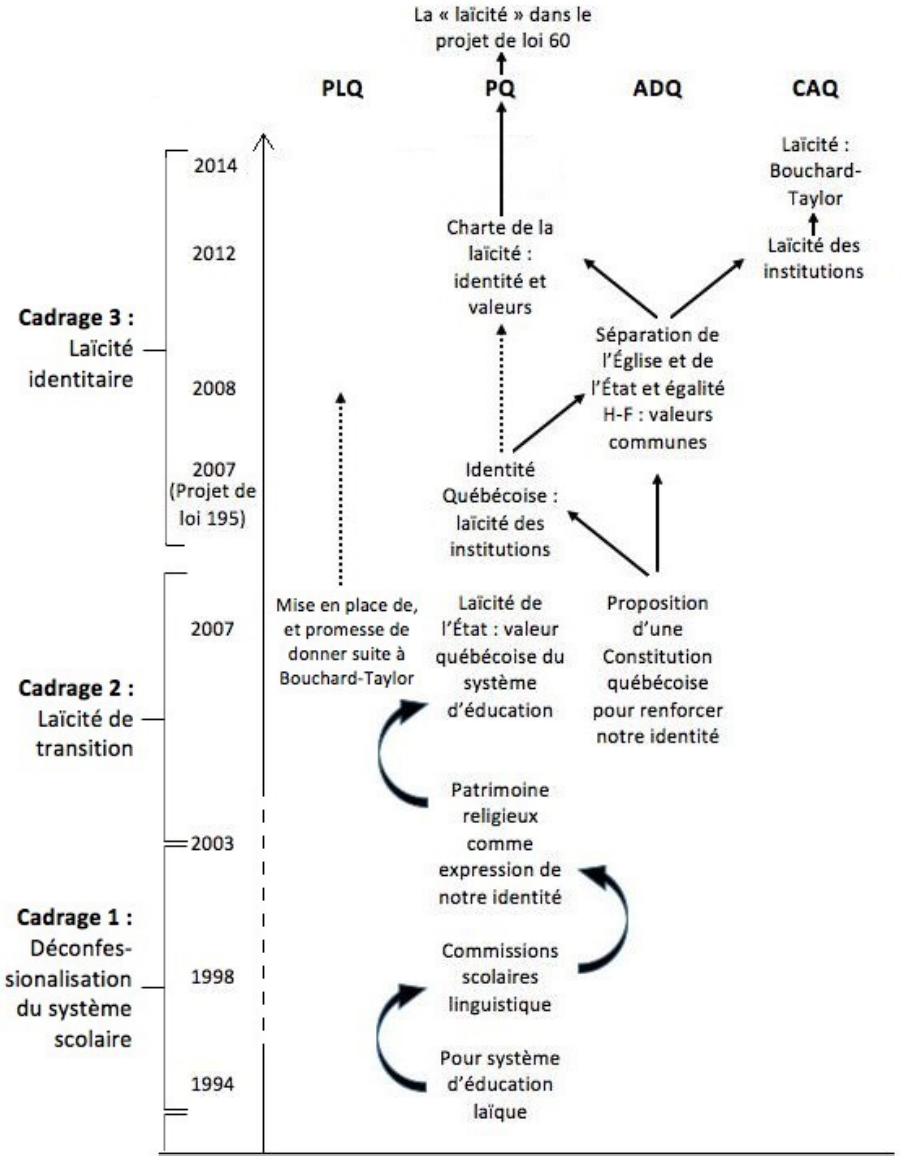 La « laïcité » dans le
projet de loi 60
PLQ
PQ
ADQ
CAQ
2014
2012
2008
2007
(Projet de
loi 195)
2007
2003
1998
1994
Cadrage 3 :
Laïcité
identitaire
Cadrage 2 :
Laïcité de
transition
Cadrage 1 :
Déconfes-
sionalisation
du système
scolaire
Laïcité :
Bouchard-
Taylor
Laïcité des
institutions
Charte de la
laïcité :
identité et
valeurs
Séparation de
l'Église et de
l'État et égalité
H-F : valeurs
communes
Identité
Québécoise :
laïcité des
institutions
Mise en place de,
et promesse de
donner suite à
Bouchard-Taylor
Laïcité de
l'État : valeur
québécoise du
système
d'éducation
Proposition
d'une
Constitution
québécoise
pour renforcer
notre identité
Patrimoine
religieux
comme
expression de
notre identité
Commissions
scolaires
linguistique
Pour système
d'éducation
laïque